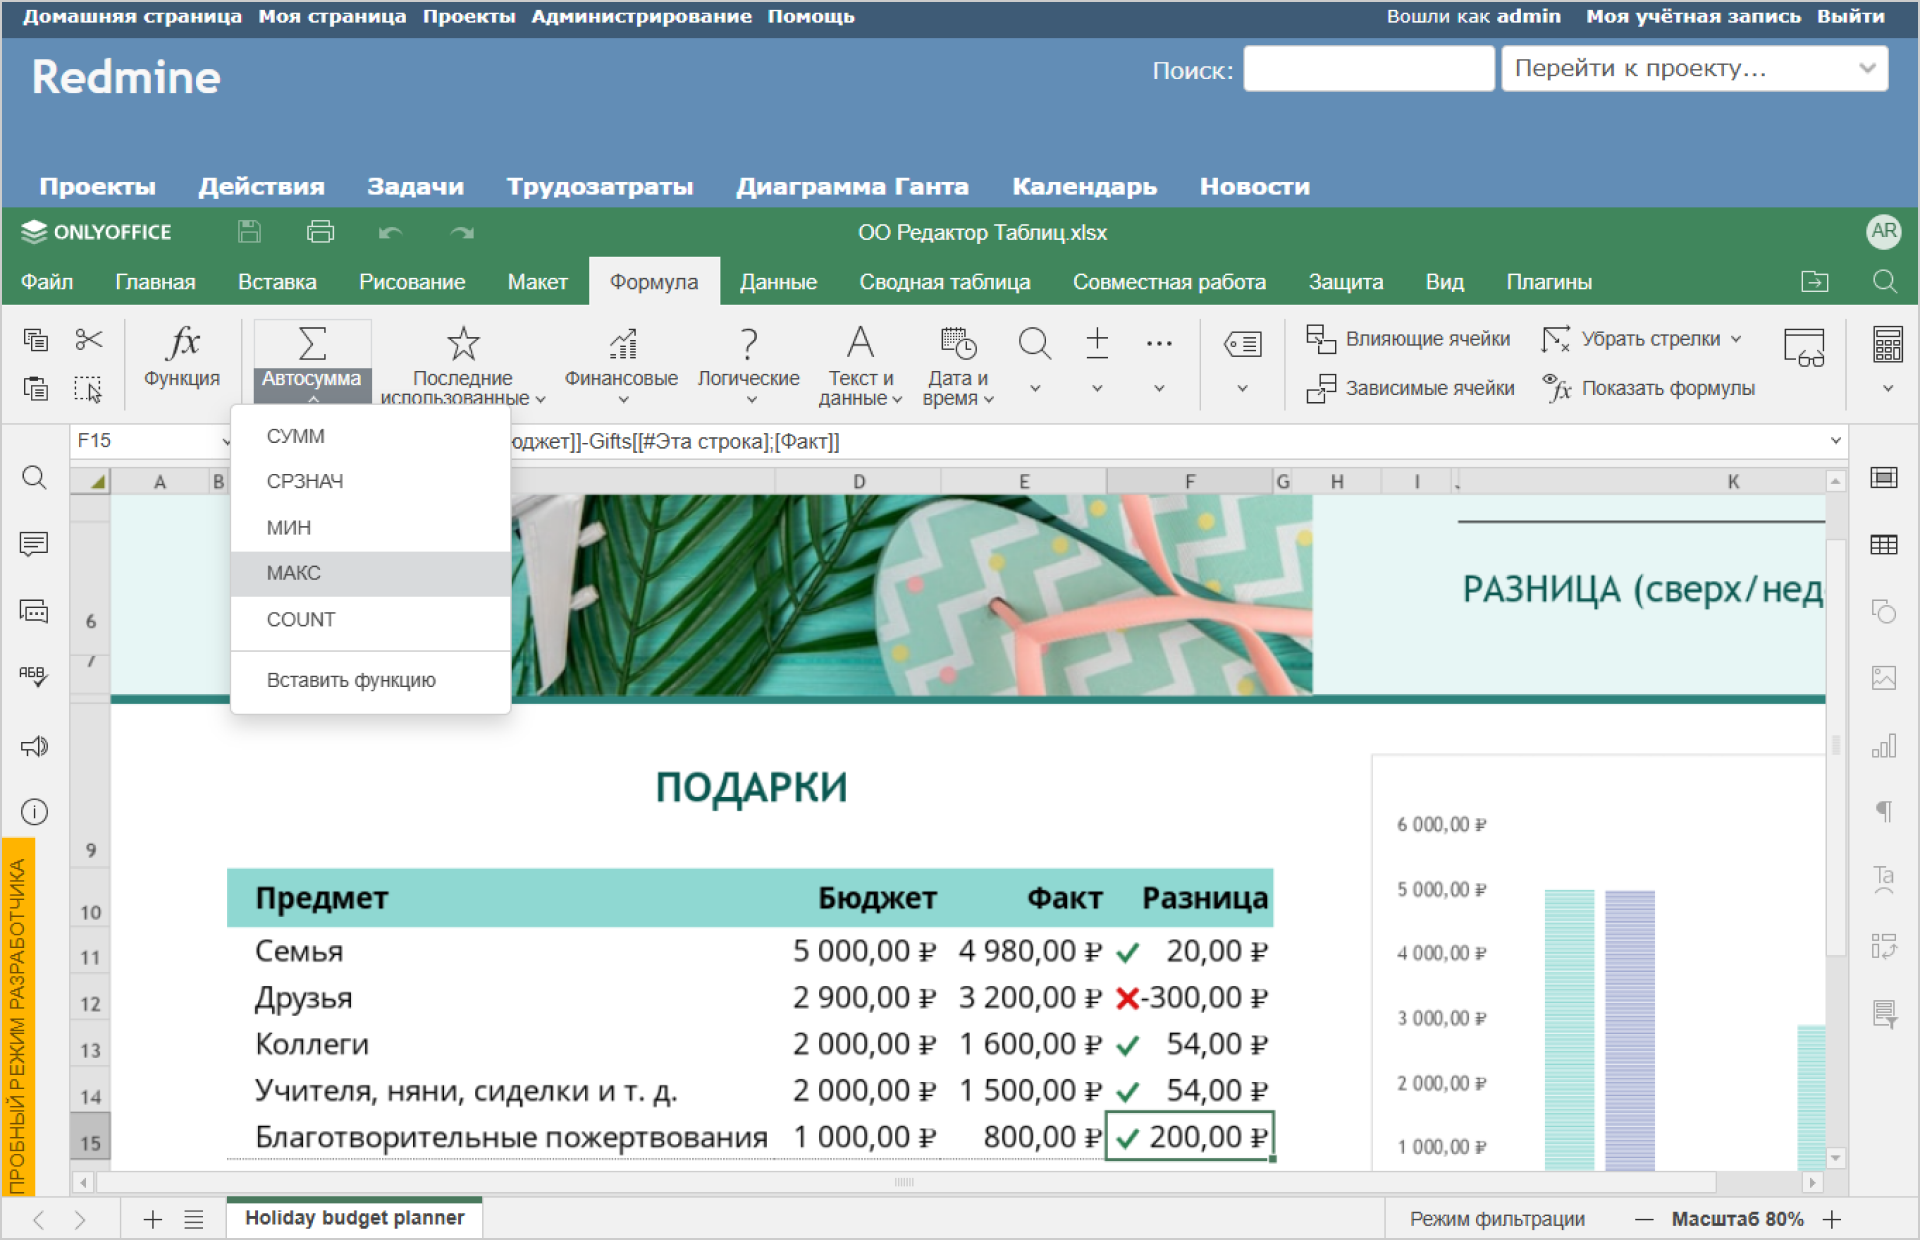 Домашняя страница Моя страница Проекты Администрирование Помощь Вошли как admin Моя учётная запись Выйти
Redmine
Поиск: Перейти к проекту...
Проекты Действия Задачи Трудозатраты Диаграмма Ганта Календарь Новости
ONLYOFFICE ОО Редактор Таблиц.xlsx AR
Файл Главная Вставка Рисование Макет Формула Данные Сводная таблица Совместная работа Защита Вид Плагины
Функция Автосумма Последние использованные Финансовые Логические Текст и данные Дата и время
Влияющие ячейки Убрать стрелки
Зависимые ячейки Показать формулы
F15 юджет]]-Gifts[[#Эта строка];[Факт]]
СУММ
СРЗНАЧ
МИН
МАКС
COUNT
Вставить функцию
A B D E F G H I K
6
7
РАЗНИЦА (сверх/нед
ПОДАРКИ
9
10 Предмет Бюджет Факт Разница
11 Семья 5 000,00 ₽ 4 980,00 ₽ 20,00 ₽
12 Друзья 2 900,00 ₽ 3 200,00 ₽ -300,00 ₽
13 Коллеги 2 000,00 ₽ 1 600,00 ₽ 54,00 ₽
14 Учителя, няни, сиделки и т. д. 2 000,00 ₽ 1 500,00 ₽ 54,00 ₽
15 Благотворительные пожертвования 1 000,00 ₽ 800,00 ₽ 200,00 ₽
6 000,00 ₽
5 000,00 ₽
4 000,00 ₽
3 000,00 ₽
2 000,00 ₽
1 000,00 ₽
ПРОБНЫЙ РЕЖИМ РАЗРАБОТЧИКА
Holiday budget planner Режим фильтрации Масштаб 80%